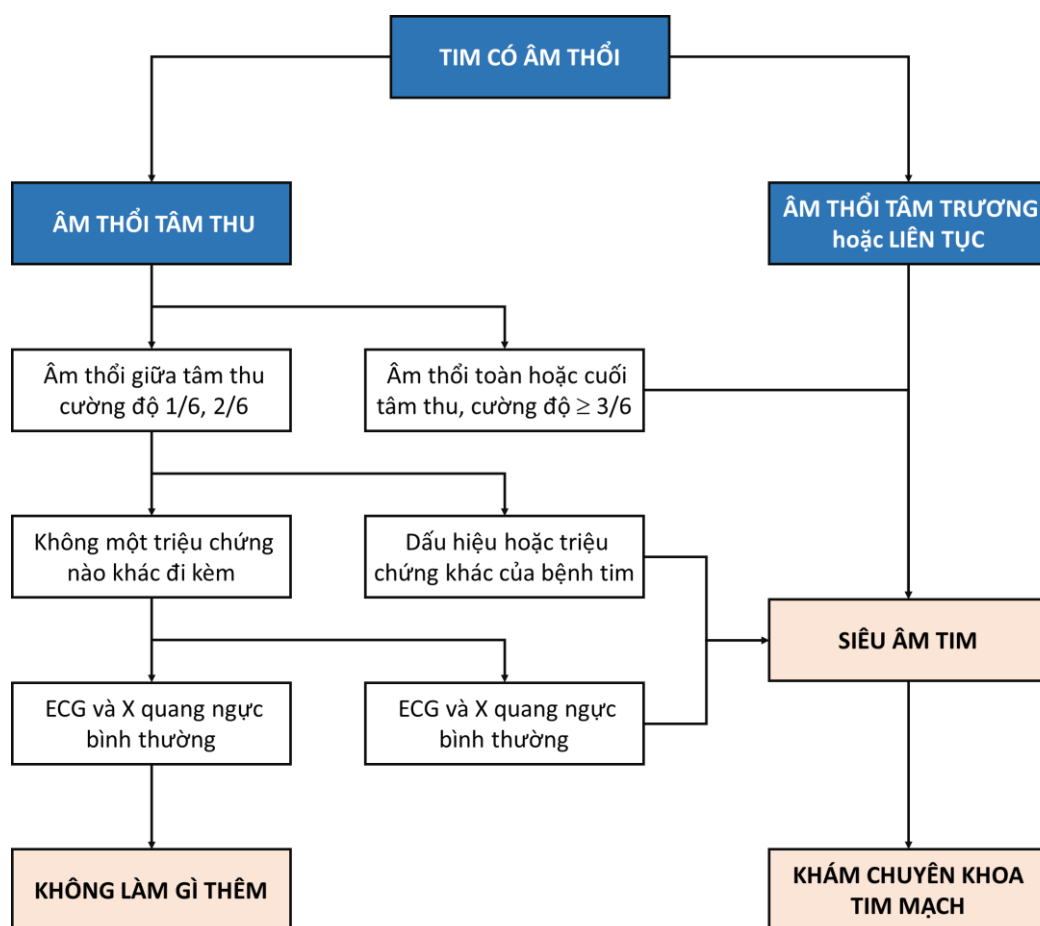 TIM CÓ ÂM THỔI
ÂM THỔI TÂM THU
ÂM THỔI TÂM TRƯƠNG
hoặc LIÊN TỤC
Âm thổi giữa tâm thu
cường độ 1/6, 2/6
Âm thổi toàn hoặc cuối
tâm thu, cường độ ≥ 3/6
Không một triệu chứng
nào khác đi kèm
Dấu hiệu hoặc triệu
chứng khác của bệnh tim
SIÊU ÂM TIM
ECG và X quang ngực
bình thường
ECG và X quang ngực
bình thường
KHÔNG LÀM GÌ THÊM
KHÁM CHUYÊN KHOA
TIM MẠCH